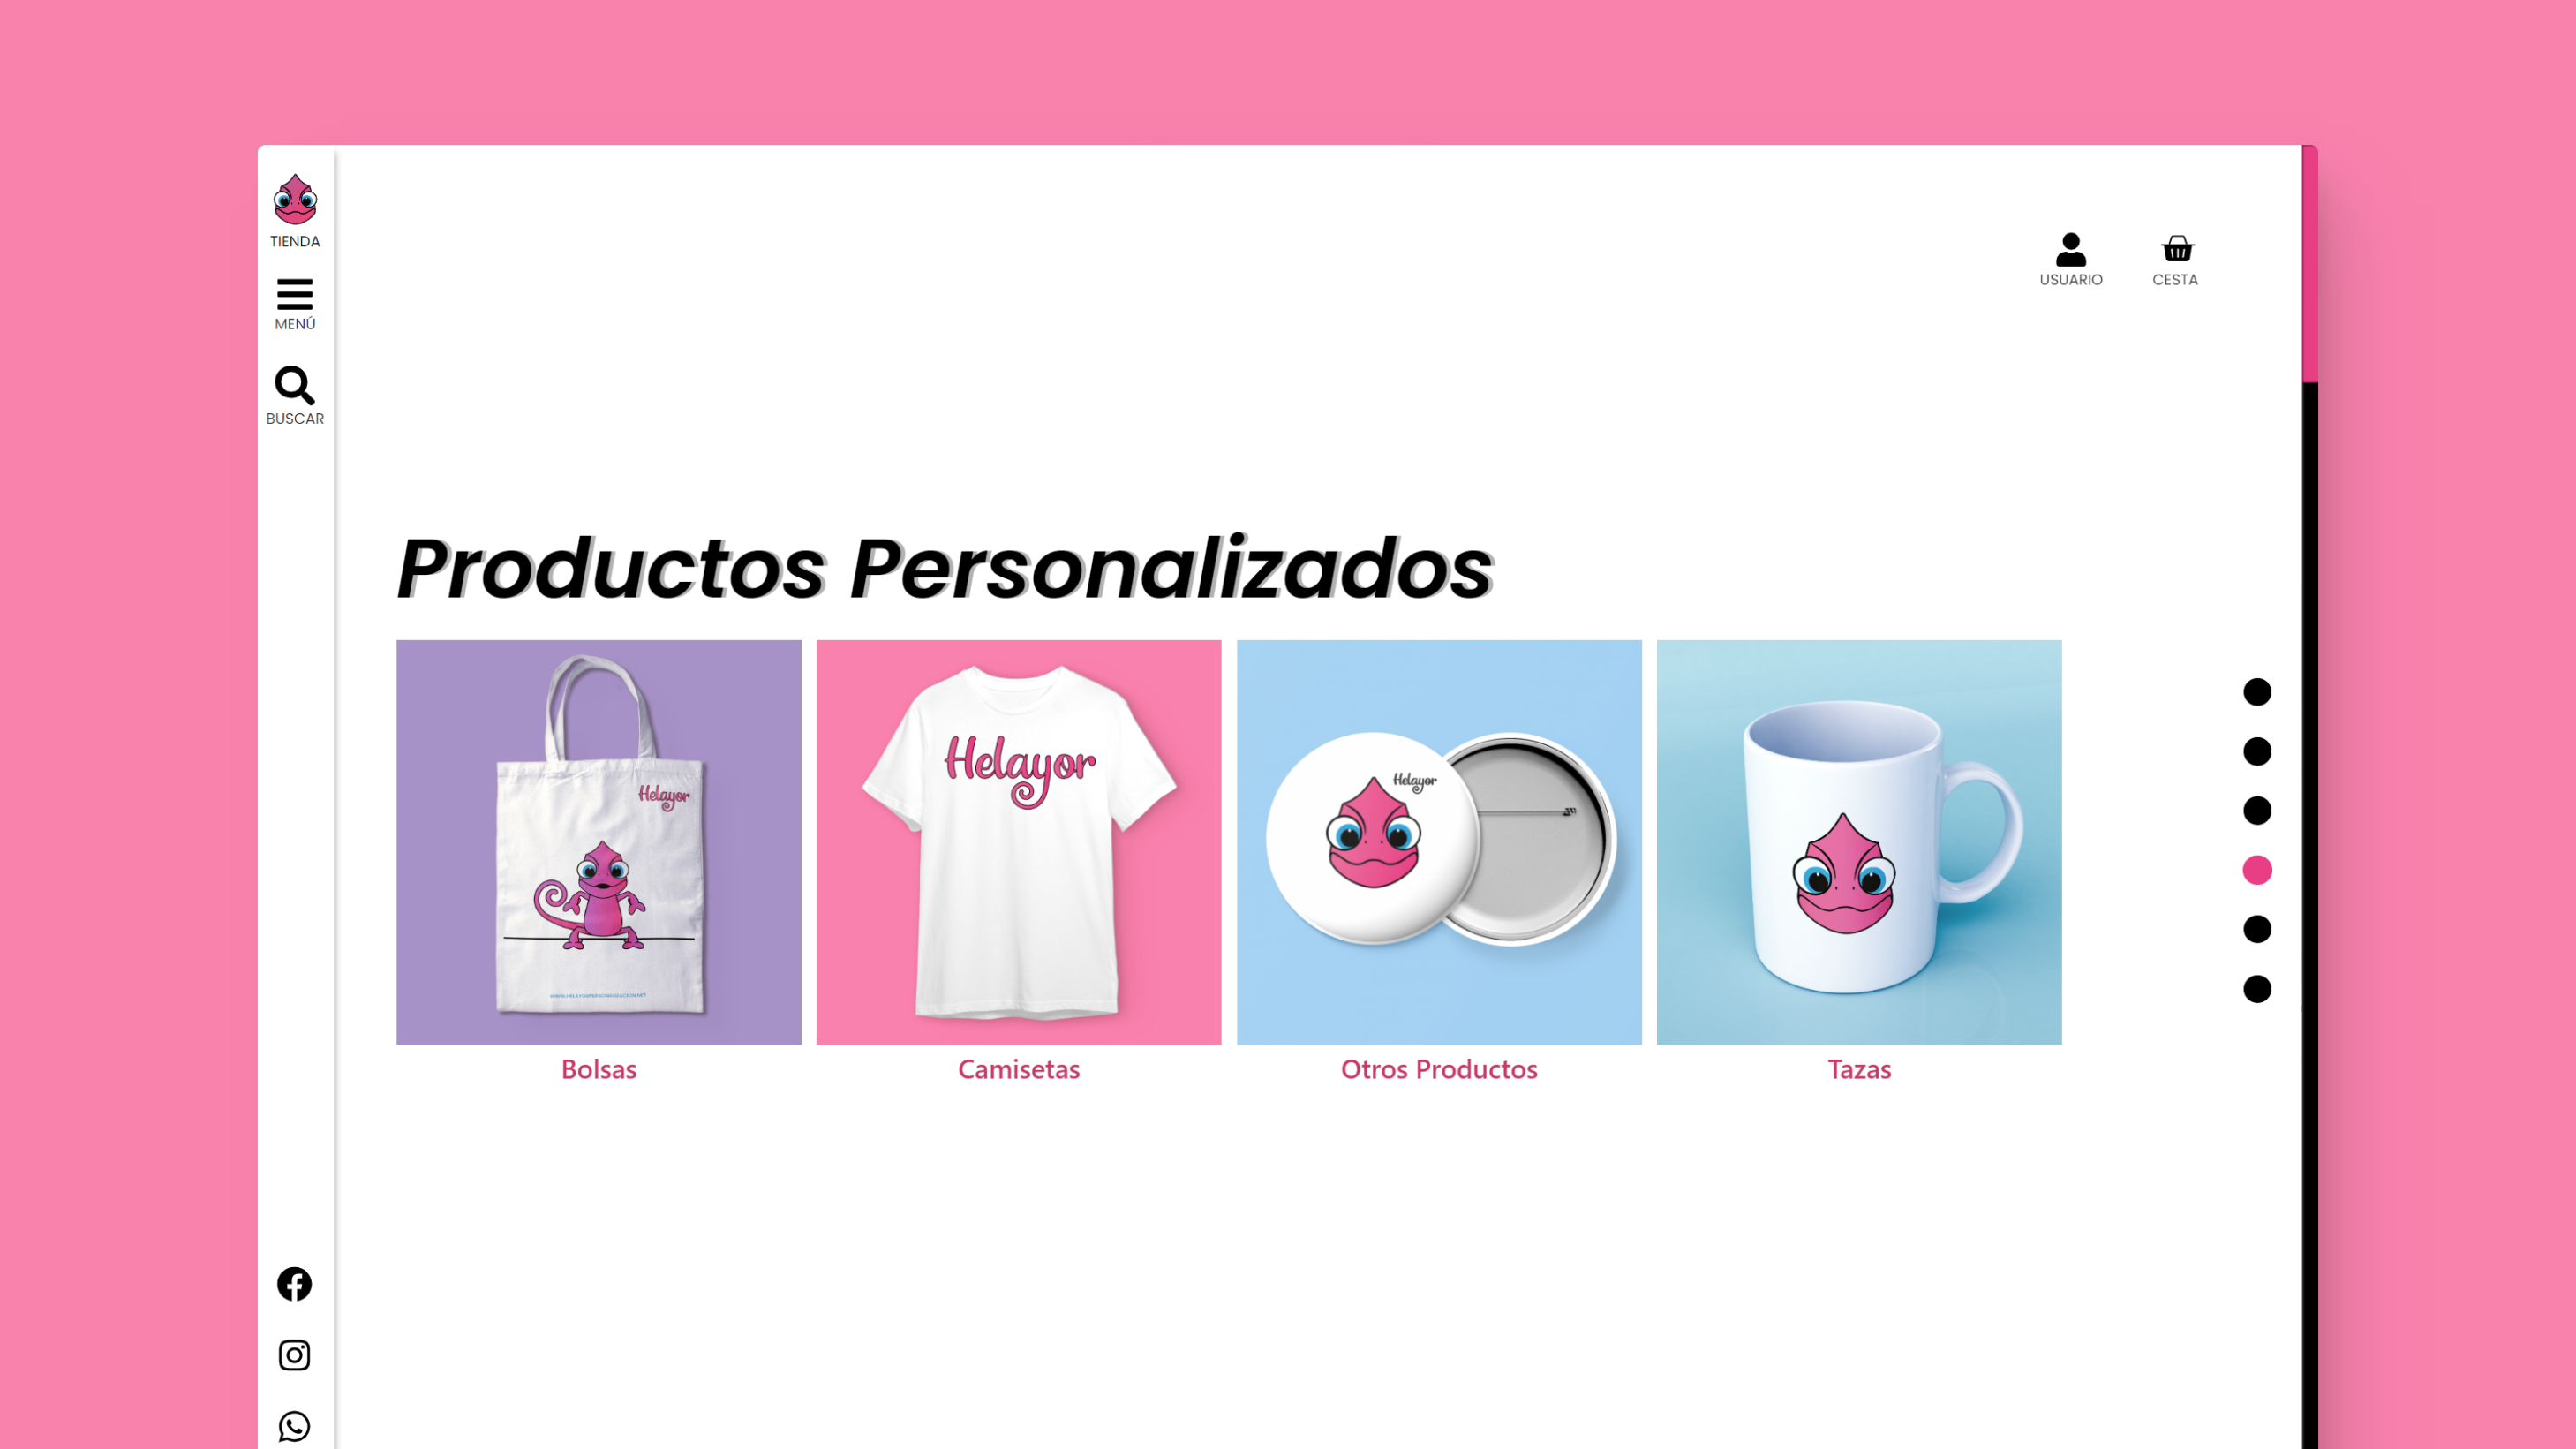 TIENDA
MENÚ
BUSCAR
USUARIO
CESTA
Productos Personalizados
Helayor
Helayor
Helayor
Bolsas
Camisetas
Otros Productos
Tazas